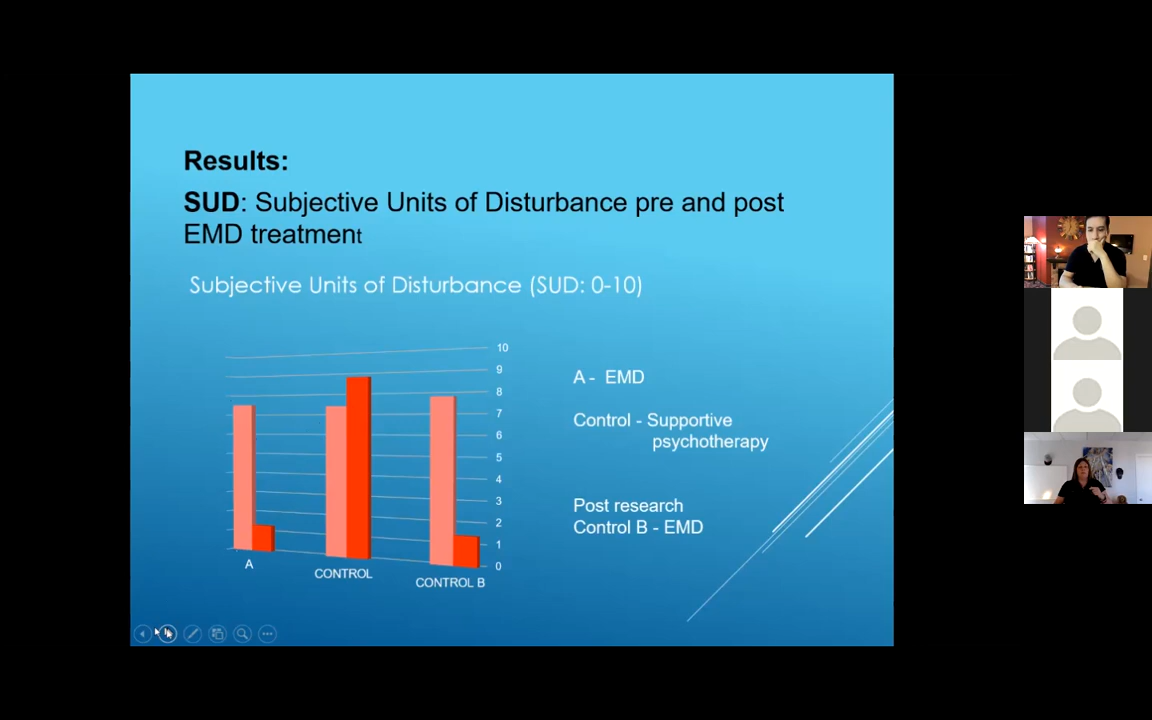 Results:
SUD: Subjective Units of Disturbance pre and post
EMD treatment
Subjective Units of Disturbance (SUD: 0-10)
10
9
8
7
6
5
4
3
2
1
0
A
CONTROL
CONTROL B
A - EMD
Control - Supportive
psychotherapy
Post research
Control B - EMD